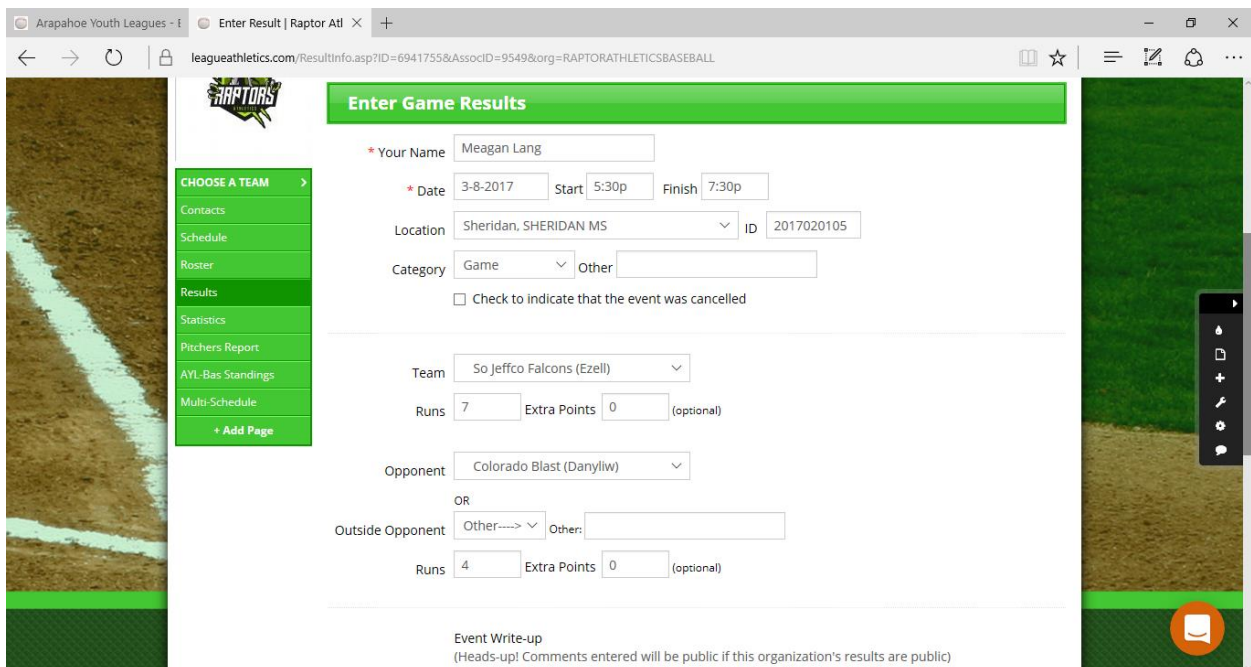 Arapahoe Youth Leagues - E
Enter Result | Raptor Atl
leagueathletics.com/ResultInfo.asp?ID=6941755&AssocID=9549&org=RAPTORATHLETICSBASEBALL
RAPTORS
ATHLETICS
Enter Game Results
* Your Name Meagan Lang
CHOOSE A TEAM >
* Date 3-8-2017 Start 5:30p Finish 7:30p
Contacts
Location Sheridan, SHERIDAN MS ID 2017020105
Schedule
Roster
Category Game Other
Results
Check to indicate that the event was cancelled
Statistics
Pitchers Report
AYL-Bas Standings
Multi-Schedule
+ Add Page
Team So Jeffco Falcons (Ezell)
Runs 7 Extra Points 0 (optional)
Opponent Colorado Blast (Danyliw)
OR
Outside Opponent Other----> Other:
Runs 4 Extra Points 0 (optional)
Event Write-up
(Heads-up! Comments entered will be public if this organization's results are public)